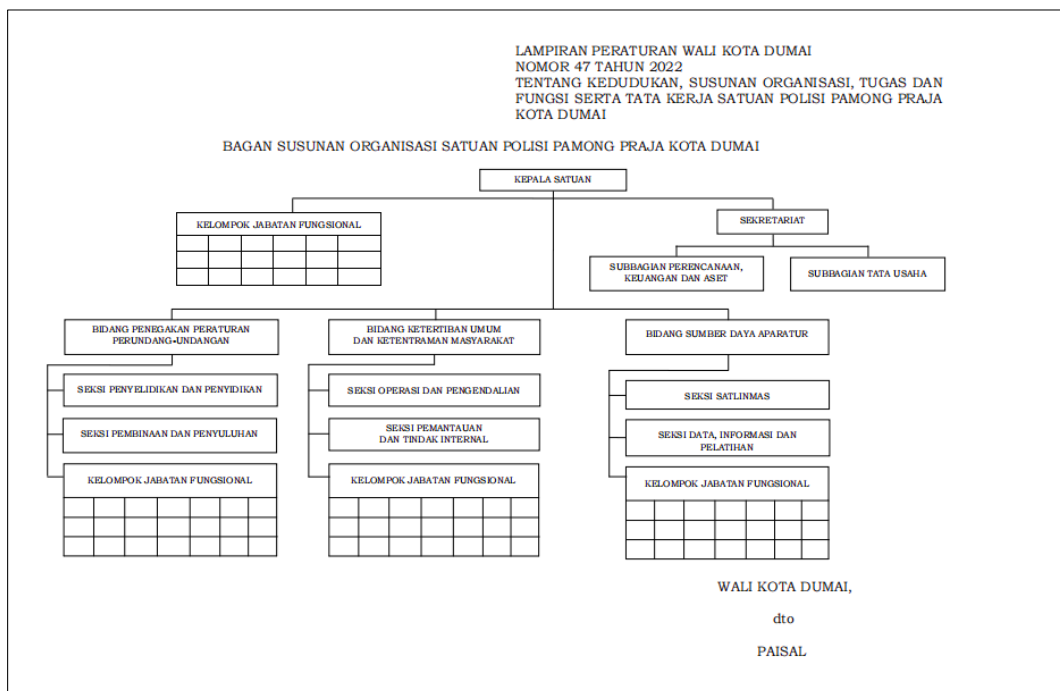 LAMPIRAN PERATURAN WALI KOTA DUMAI
NOMOR 47 TAHUN 2022
TENTANG KEDUDUKAN, SUSUNAN ORGANISASI, TUGAS DAN
FUNGSI SERTA TATA KERJA SATUAN POLISI PAMONG PRAJA
KOTA DUMAI
BAGAN SUSUNAN ORGANISASI SATUAN POLISI PAMONG PRAJA KOTA DUMAI
KEPALA SATUAN
KELOMPOK JABATAN FUNGSIONAL
SEKRETARIAT
SUBBAGIAN PERENCANAAN,
KEUANGAN DAN ASET
SUBBAGIAN TATA USAHA
BIDANG PENEGAKAN PERATURAN
PERUNDANG-UNDANGAN
SEKSI PENYELIDIKAN DAN PENYIDIKAN
SEKSI PEMBINAAN DAN PENYULUHAN
KELOMPOK JABATAN FUNGSIONAL
BIDANG KETERTIBAN UMUM
DAN KETENTRAMAN MASYARAKAT
SEKSI OPERASI DAN PENGENDALIAN
SEKSI PEMANTAUAN
DAN TINDAK INTERNAL
KELOMPOK JABATAN FUNGSIONAL
BIDANG SUMBER DAYA APARATUR
SEKSI SATLINMAS
SEKSI DATA, INFORMASI DAN
PELATIHAN
KELOMPOK JABATAN FUNGSIONAL
WALI KOTA DUMAI,
dto
PAISAL